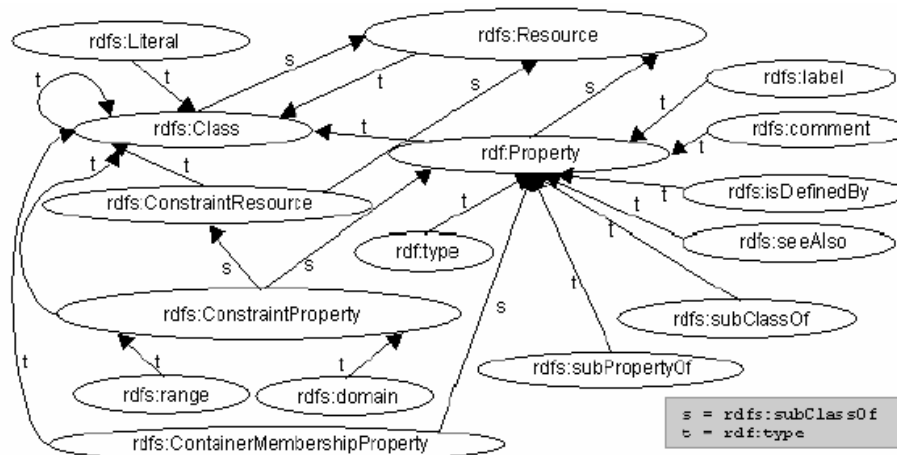 rdfs:Literal
rdfs:Resource
s
t
t
t
s
s
rdfs:label
t
rdfs:Class
t
rdfs:comment
t
rdf:Property
t
t
rdfs:isDefinedBy
t
rdfs:ConstraintResource
t
t
rdfs:seeAlso
rdf:type
t
s
s
s
t
rdfs:ConstraintProperty
rdfs:subClassOf
t
t
rdfs:subPropertyOf
t
rdfs:range
rdfs:domain
rdfs:ContainerMembershipProperty
s = rdfs:subClassOf
t = rdf:type